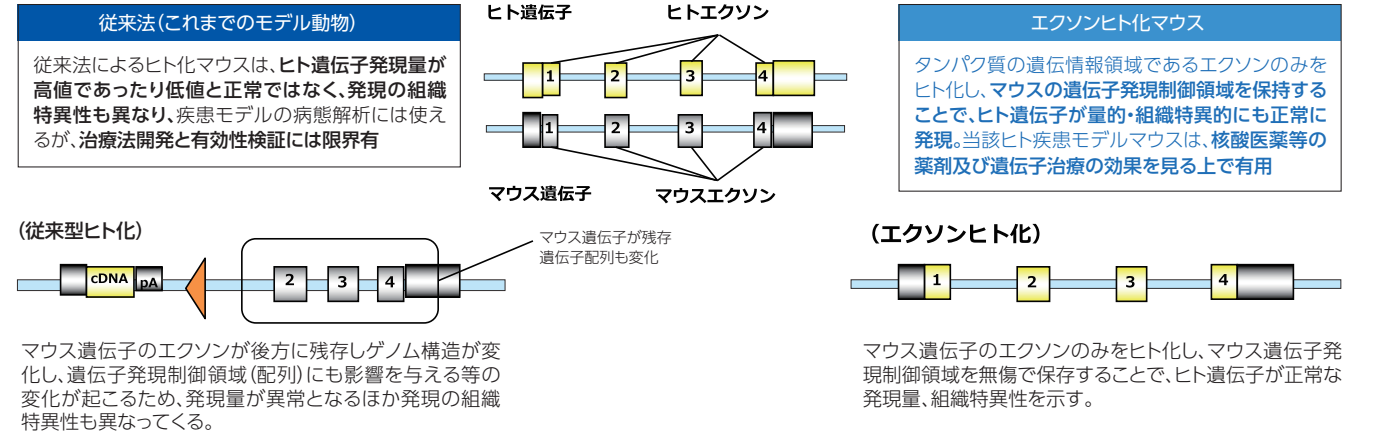 従来法(これまでのモデル動物)
従来法によるヒト化マウスは、ヒト遺伝子発現量が
高値であったり低値と正常ではなく、発現の組織
特異性も異なり、疾患モデルの病態解析には使え
るが、治療法開発と有効性検証には限界有
ヒト遺伝子
ヒトエクソン
1
2
3
4
1
2
3
4
マウス遺伝子
マウスエクソン
エクソンヒト化マウス
タンパク質の遺伝情報領域であるエクソンのみを
ヒト化し、マウスの遺伝子発現制御領域を保持する
ことで、ヒト遺伝子が量的・組織特異的にも正常に
発現。当該ヒト疾患モデルマウスは、核酸医薬等の
薬剤及び遺伝子治療の効果を見る上で有用
(従来型ヒト化)
cDNA
pA
2
3
4
マウス遺伝子が残存
遺伝子配列も変化
マウス遺伝子のエクソンが後方に残存しゲノム構造が変
化し、遺伝子発現制御領域(配列)にも影響を与える等の
変化が起こるため、発現量が異常となるほか発現の組織
特異性も異なってくる。
(エクソンヒト化)
1
2
3
4
マウス遺伝子のエクソンのみをヒト化し、マウス遺伝子発
現制御領域を無傷で保存することで、ヒト遺伝子が正常な
発現量、組織特異性を示す。